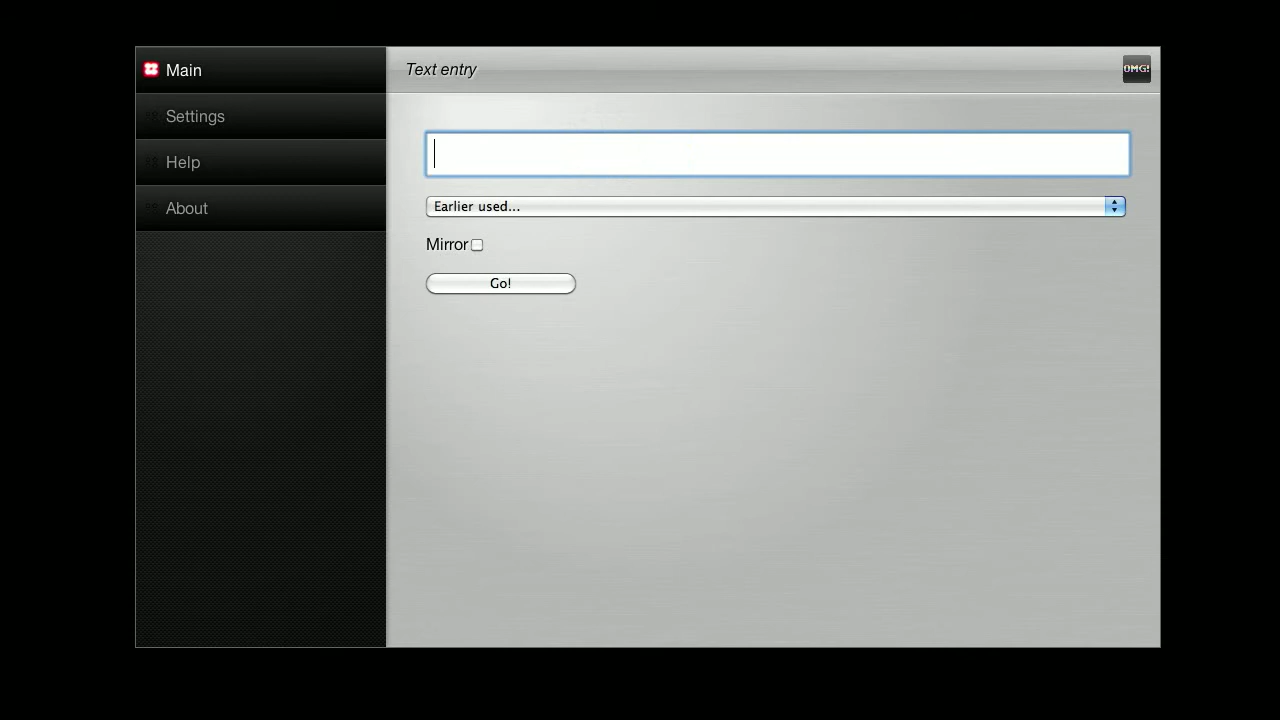 Main
Settings
Help
About
Text entry
OMG!
Earlier used...
Mirror
Go!